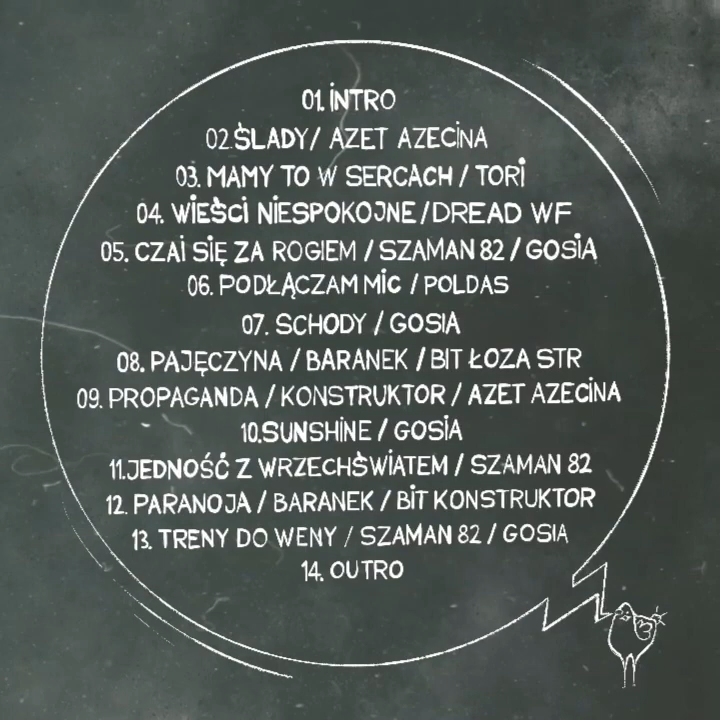 01. INTRO
02.ŚLADY/ AZET AZECINA
03. MAMY TO W SERCACH / TORI
04. WIEŚCI NIESPOKOJNE /DREAD WF
05. CZAI SIĘ ZA ROGIEM / SZAMAN 82 / GOSIA
06. PODŁĄCZAM MIC / POLDAS
07. SCHODY / GOSIA
08. PAJĘCZYNA / BARANEK / BIT ŁOZA STR
09. PROPAGANDA / KONSTRUKTOR / AZET AZECINA
10.SUNSHINE / GOSIA
11.JEDNOŚĆ Z WRZECHŚWIATEM / SZAMAN 82
12. PARANOJA / BARANEK / BIT KONSTRUKTOR
13. TRENY DO WENY / SZAMAN 82 / GOSIA
14. OUTRO